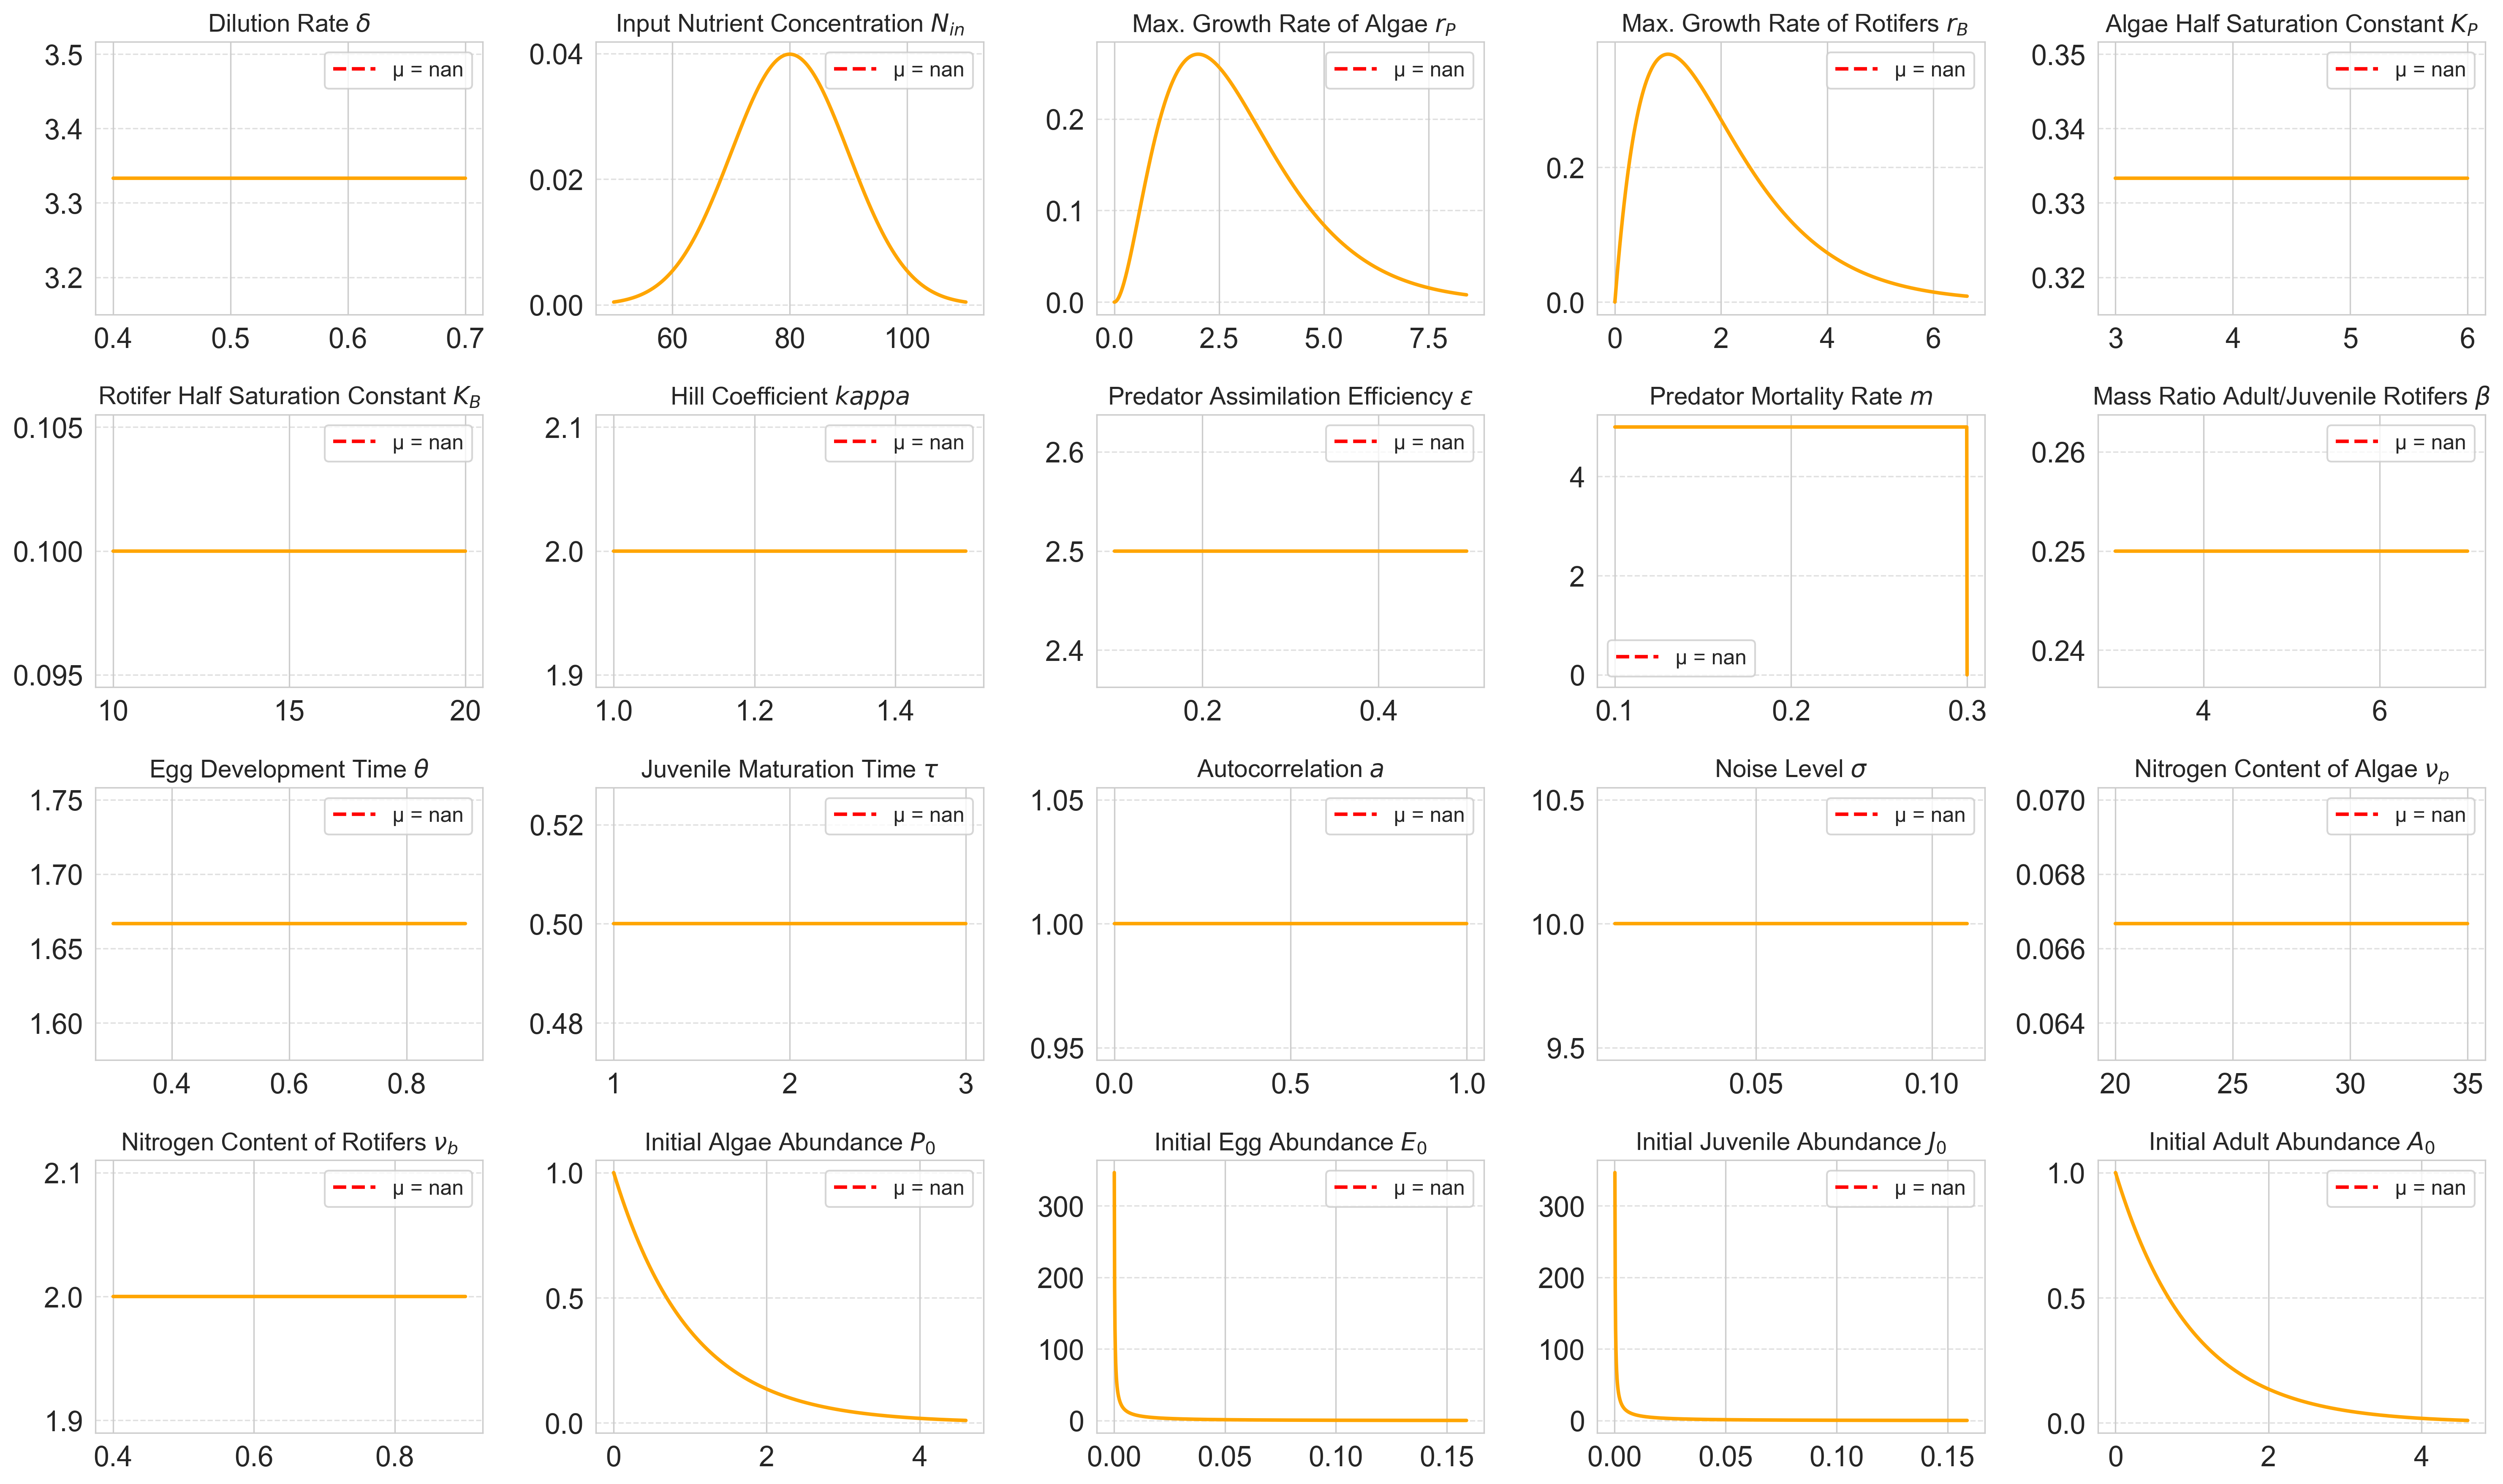 Dilution Rate δ
3.5
3.4
3.3
3.2
μ = nan
0.4 0.5 0.6 0.7
Input Nutrient Concentration N_in
0.04
0.02
0.00
μ = nan
60 80 100
Max. Growth Rate of Algae r_P
0.2
0.1
0.0
μ = nan
0.0 2.5 5.0 7.5
Max. Growth Rate of Rotifers r_B
0.2
0.0
μ = nan
0 2 4 6
Algae Half Saturation Constant K_P
0.35
0.34
0.33
0.32
μ = nan
3 4 5 6
Rotifer Half Saturation Constant K_B
0.105
0.100
0.095
μ = nan
10 15 20
Hill Coefficient kappa
2.1
2.0
1.9
μ = nan
1.0 1.2 1.4
Predator Assimilation Efficiency ε
2.6
2.5
2.4
μ = nan
0.2 0.4
Predator Mortality Rate m
4
2
0
μ = nan
0.1 0.2 0.3
Mass Ratio Adult/Juvenile Rotifers β
0.26
0.25
0.24
μ = nan
4 6
Egg Development Time θ
1.75
1.70
1.65
1.60
μ = nan
0.4 0.6 0.8
Juvenile Maturation Time τ
0.52
0.50
0.48
μ = nan
1 2 3
Autocorrelation a
1.05
1.00
0.95
μ = nan
0.0 0.5 1.0
Noise Level σ
10.5
10.0
9.5
μ = nan
0.05 0.10
Nitrogen Content of Algae ν_p
0.070
0.068
0.066
0.064
μ = nan
20 25 30 35
Nitrogen Content of Rotifers ν_b
2.1
2.0
1.9
μ = nan
0.4 0.6 0.8
Initial Algae Abundance P_0
1.0
0.5
0.0
μ = nan
0 2 4
Initial Egg Abundance E_0
300
200
100
0
μ = nan
0.00 0.05 0.10 0.15
Initial Juvenile Abundance J_0
300
200
100
0
μ = nan
0.00 0.05 0.10 0.15
Initial Adult Abundance A_0
1.0
0.5
0.0
μ = nan
0 2 4